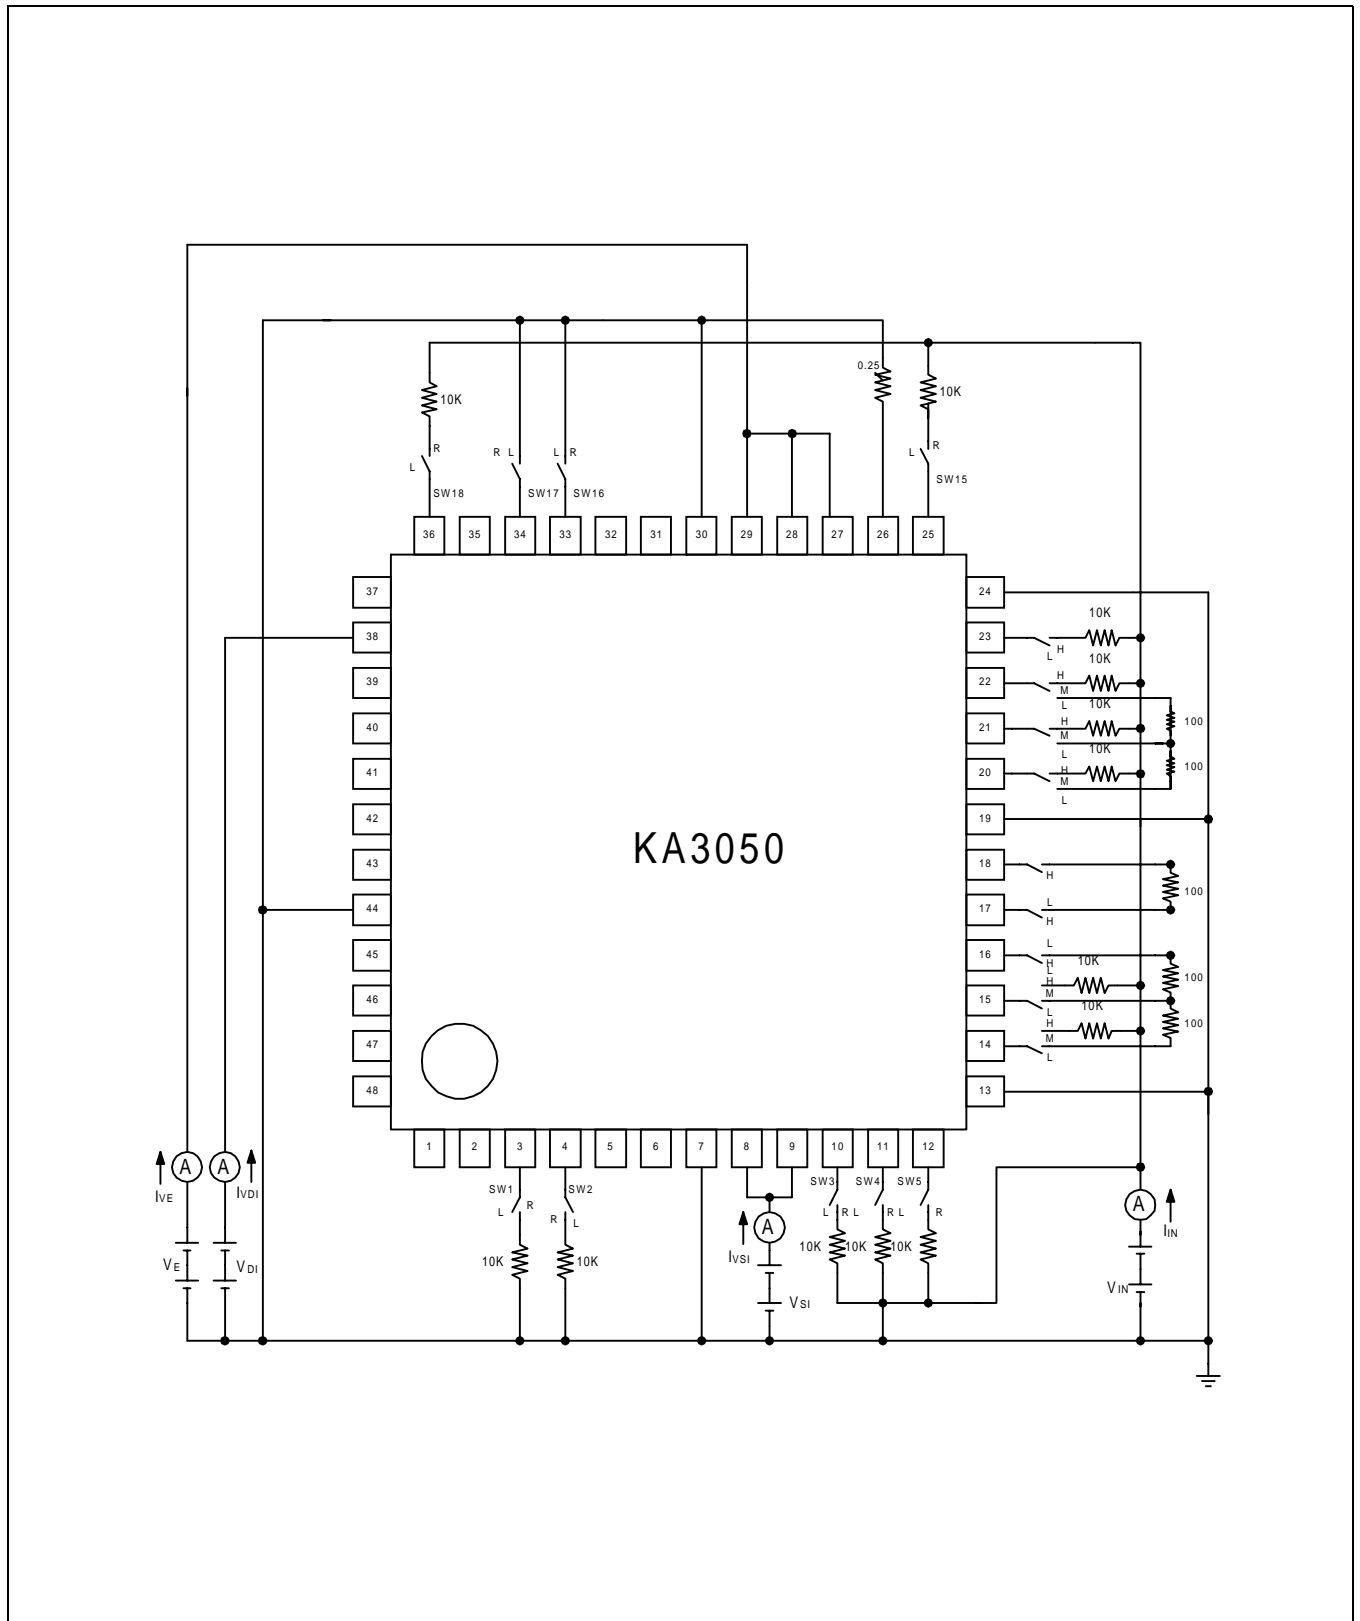 0.25
10K
10K
R
L
R L
L R
R
L
SW18
SW17
SW16
SW15
36
35
34
33
32
31
30
29
28
27
26
25
37
24
10K
38
23
H
L
10K
39
22
H
M
L
10K
40
21
H
M
100
10K
L
41
20
H
M
L
100
42
19
KA3050
43
18
H
100
L
44
17
H
L
45
16
H
10K
L
H
100
46
15
M
10K
L
H
100
47
14
M
L
48
13
1
2
3
4
5
6
7
8
9
10
11
12
A
A
IVE
IVDI
SW1
SW2
SW3
SW4
SW5
L
R
R
L
L
R L
R L
R
A
A
IVSI
IIN
10K
10K
10K
10K
10K
VE
VDI
VSI
VIN